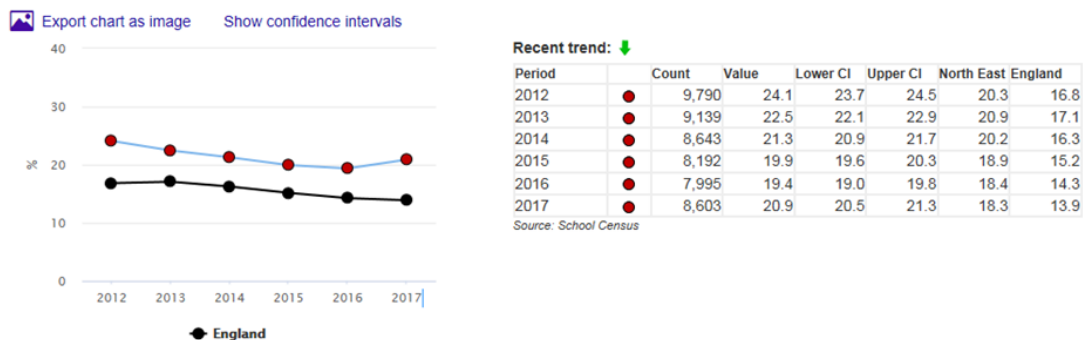 Export chart as image Show confidence intervals
40
30
20
10
0
%
2012 2013 2014 2015 2016 2017
England
Recent trend:
Period Count Value Lower CI Upper CI North East England
2012 9,790 24.1 23.7 24.5 20.3 16.8
2013 9,139 22.5 22.1 22.9 20.9 17.1
2014 8,643 21.3 20.9 21.7 20.2 16.3
2015 8,192 19.9 19.6 20.3 18.9 15.2
2016 7,995 19.4 19.0 19.8 18.4 14.3
2017 8,603 20.9 20.5 21.3 18.3 13.9
Source: School Census